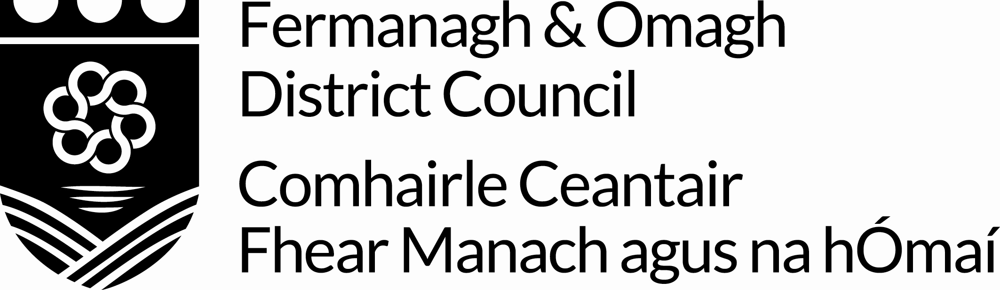 Fermanagh & Omagh
District Council
Comhairle Ceantair
Fhear Manach agus na hÓmaí